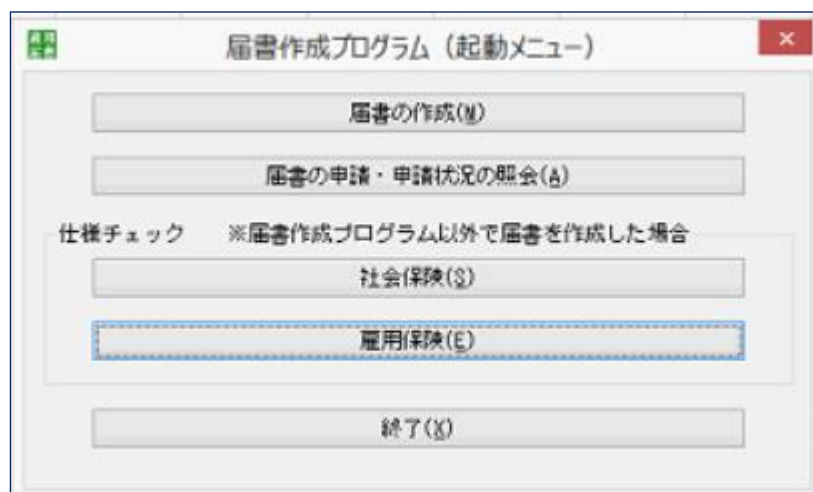 届書作成プログラム（起動メニュー）
届書の作成(M)
届書の申請・申請状況の照会(A)
仕様チェック　※届書作成プログラム以外で届書を作成した場合
社会保険(S)
雇用保険(E)
終了(X)